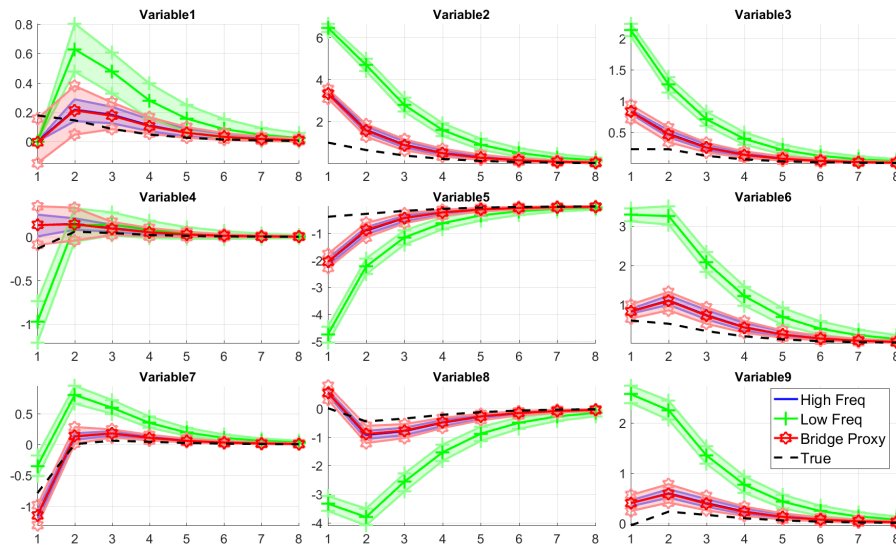 Variable1
0.8
0.6
0.4
0.2
0
1 2 3 4 5 6 7 8
Variable2
6
4
2
1 2 3 4 5 6 7 8
Variable3
2
1.5
1
0.5
1 2 3 4 5 6 7 8
Variable4
0.5
0
-0.5
-1
1 2 3 4 5 6 7 8
Variable5
-1
-2
-3
-4
-5
1 2 3 4 5 6 7 8
Variable6
3
2
1
1 2 3 4 5 6 7 8
Variable7
0.5
0
-0.5
-1
1 2 3 4 5 6 7 8
Variable8
0
-1
-2
-3
-4
1 2 3 4 5 6 7 8
Variable9
2
1
0
1 2 3 4 5 6 7 8
High Freq
Low Freq
Bridge Proxy
True